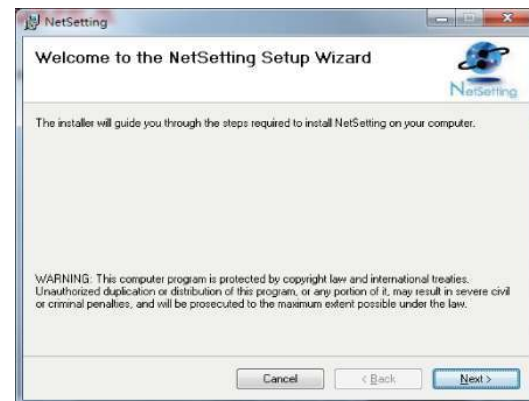 NetSetting
Welcome to the NetSetting Setup Wizard
NetSetting
The installer will guide you through the steps required to install NetSetting on your computer.
WARNING: This computer program is protected by copyright law and international treaties.
Unauthorized duplication or distribution of this program, or any portion of it, may result in severe civil
or criminal penalties, and will be prosecuted to the maximum extent possible under the law.
Cancel
< Back
Next >